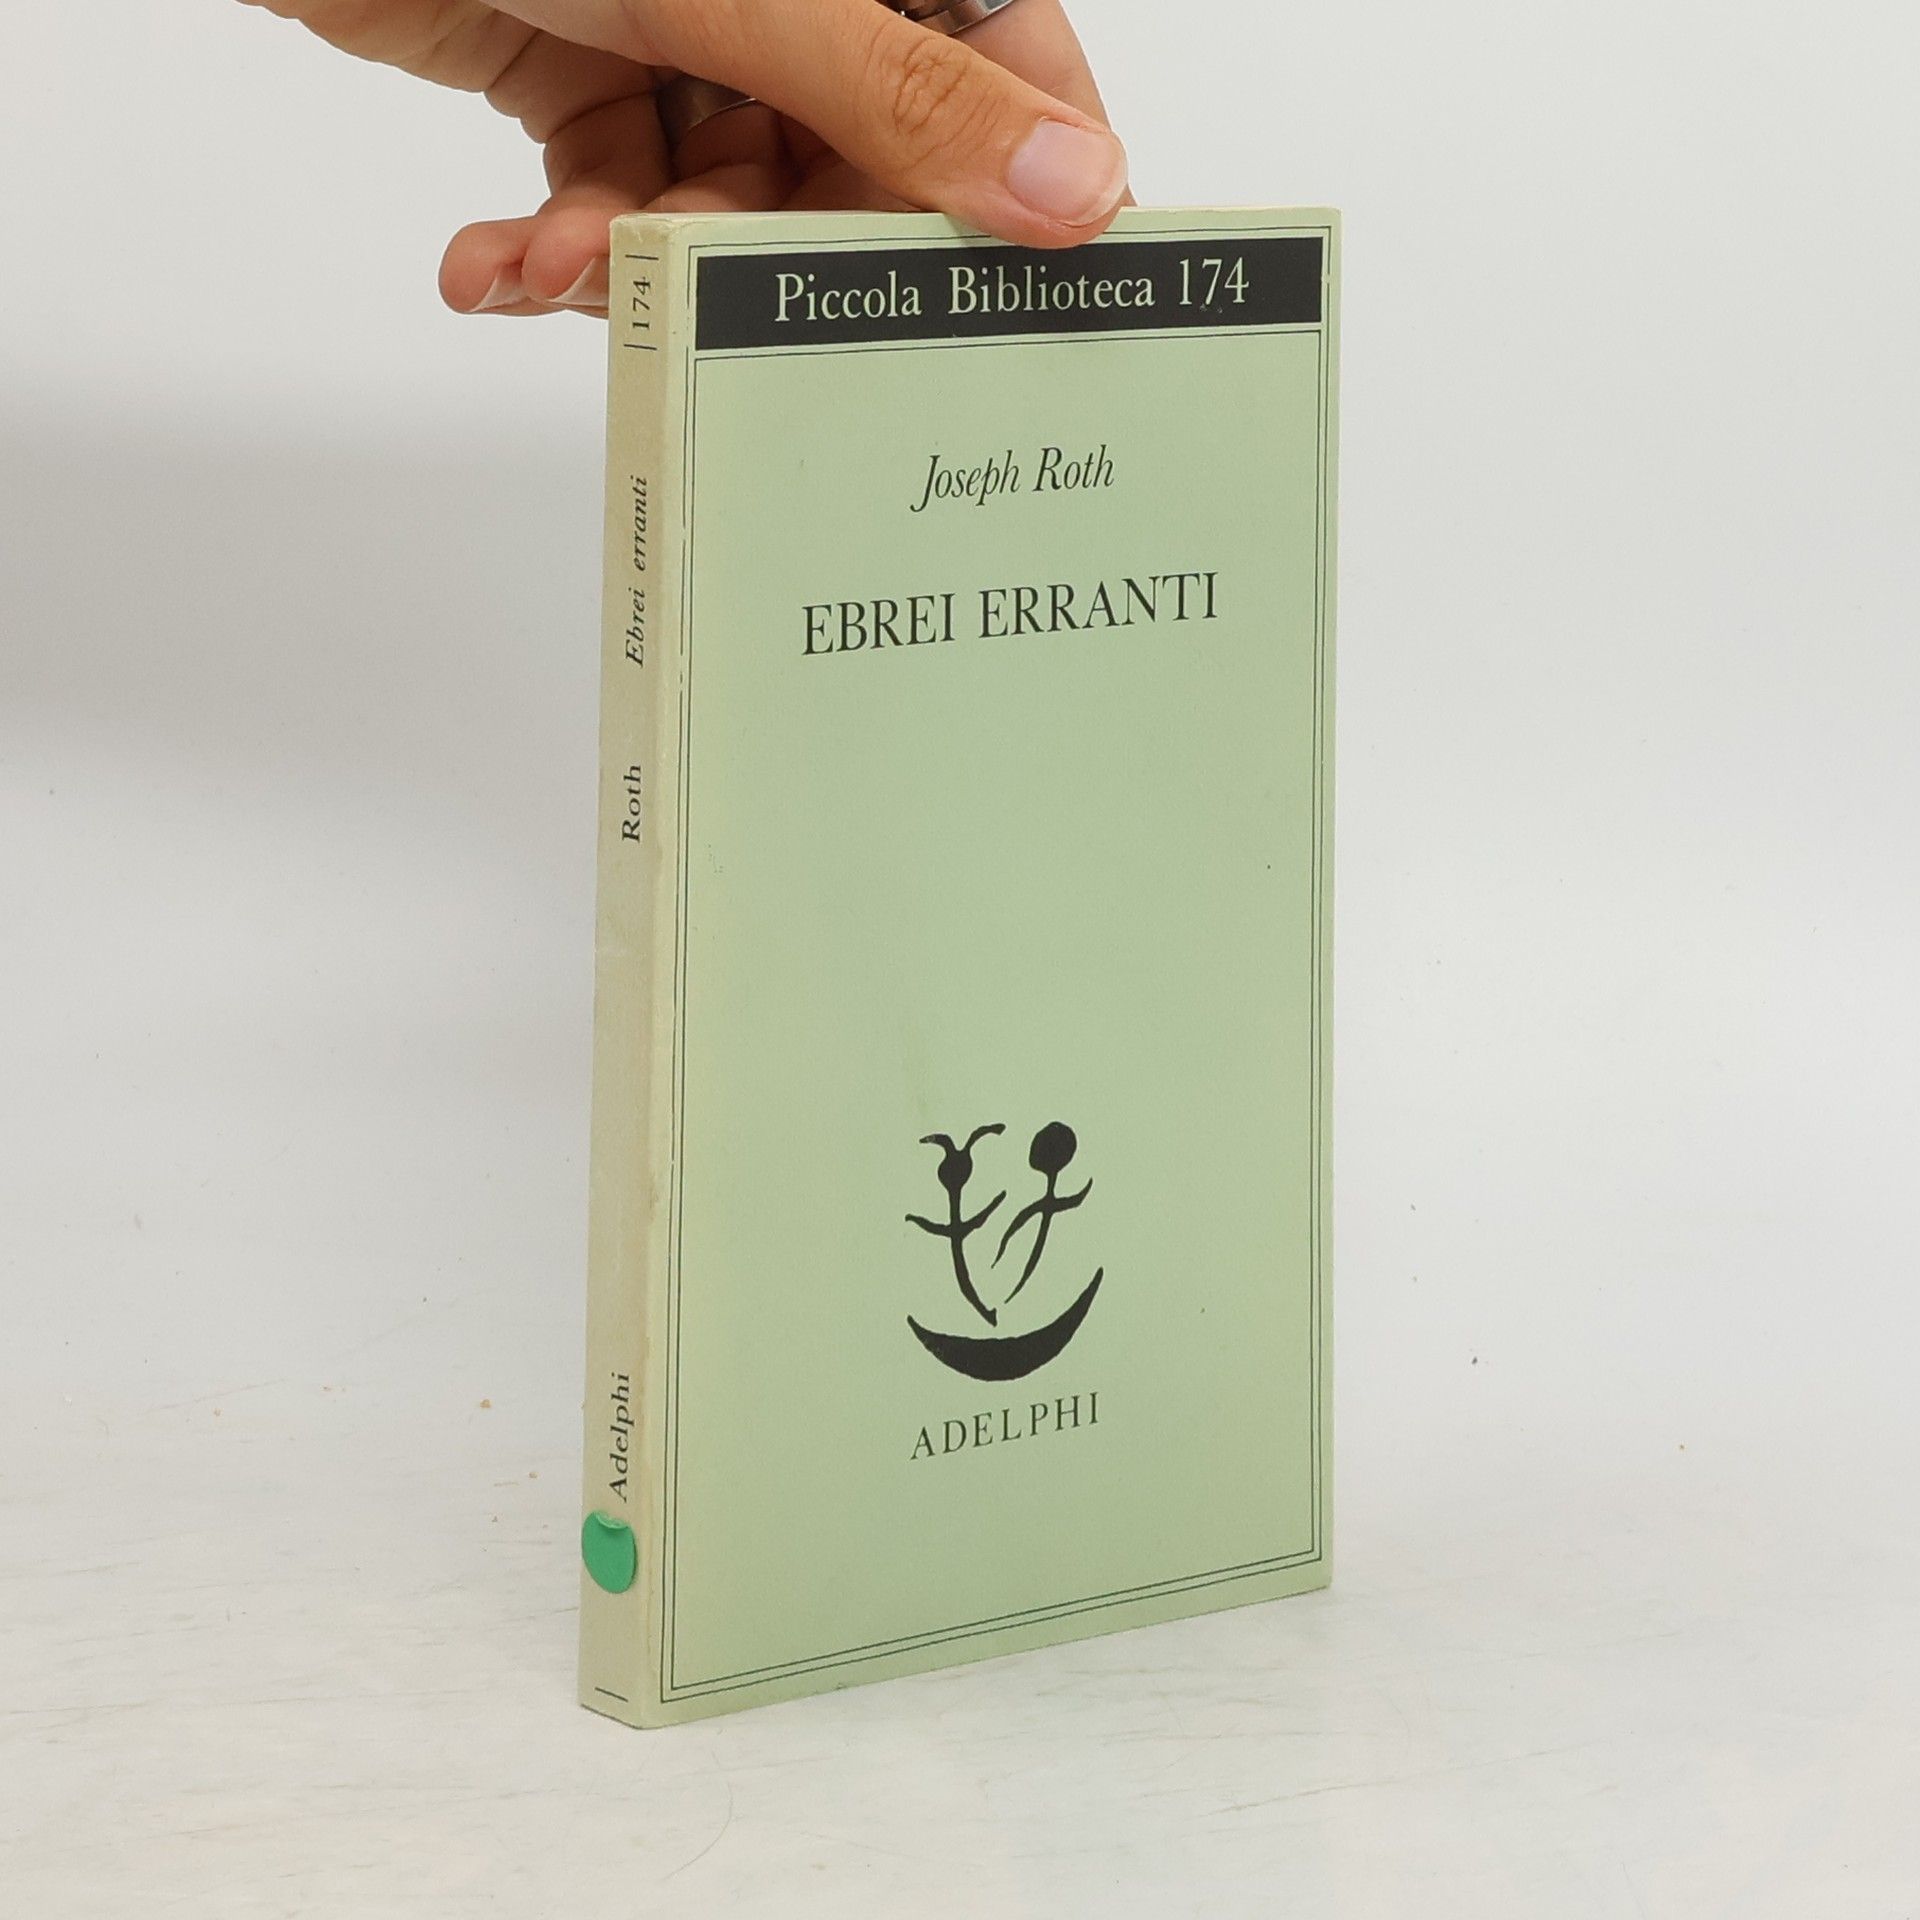 Piccola Biblioteca 174
Joseph Roth
EBREI ERRANTI
ADELPHI
174
Ebrei erranti
Roth
Adelphi